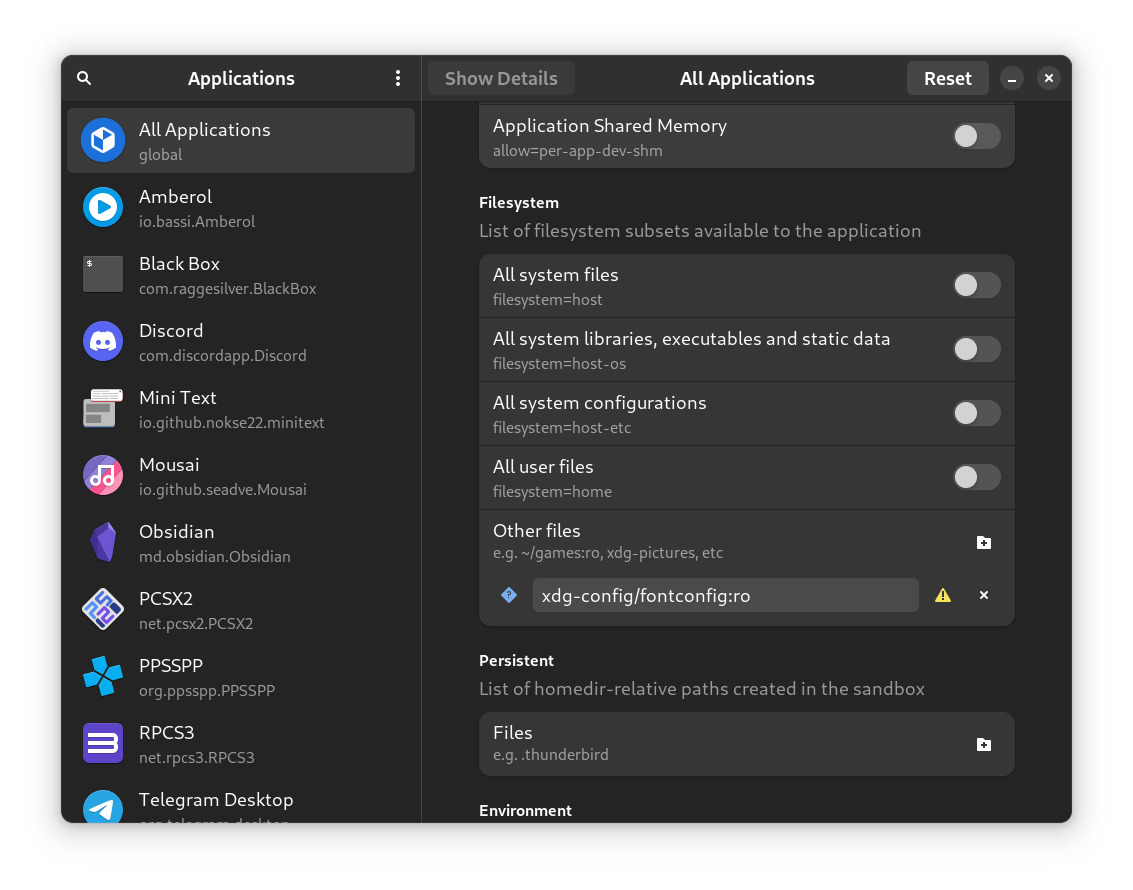 Applications
Show Details
All Applications
Reset
All Applications
global
Amberol
io.bassi.Amberol
$
Black Box
com.raggesilver.BlackBox
Discord
com.discordapp.Discord
Mini Text
io.github.nokse22.minitext
Mousai
io.github.seadve.Mousai
Obsidian
md.obsidian.Obsidian
PCSX2
net.pcsx2.PCSX2
PPSSPP
org.ppsspp.PPSSPP
RPCS3
net.rpcs3.RPCS3
Telegram Desktop
org.telegram.desktop
Application Shared Memory
allow=per-app-dev-shm
Filesystem
List of filesystem subsets available to the application
All system files
filesystem=host
All system libraries, executables and static data
filesystem=host-os
All system configurations
filesystem=host-etc
All user files
filesystem=home
Other files
e.g. ~/games:ro, xdg-pictures, etc
xdg-config/fontconfig:ro
Persistent
List of homedir-relative paths created in the sandbox
Files
e.g. .thunderbird
Environment